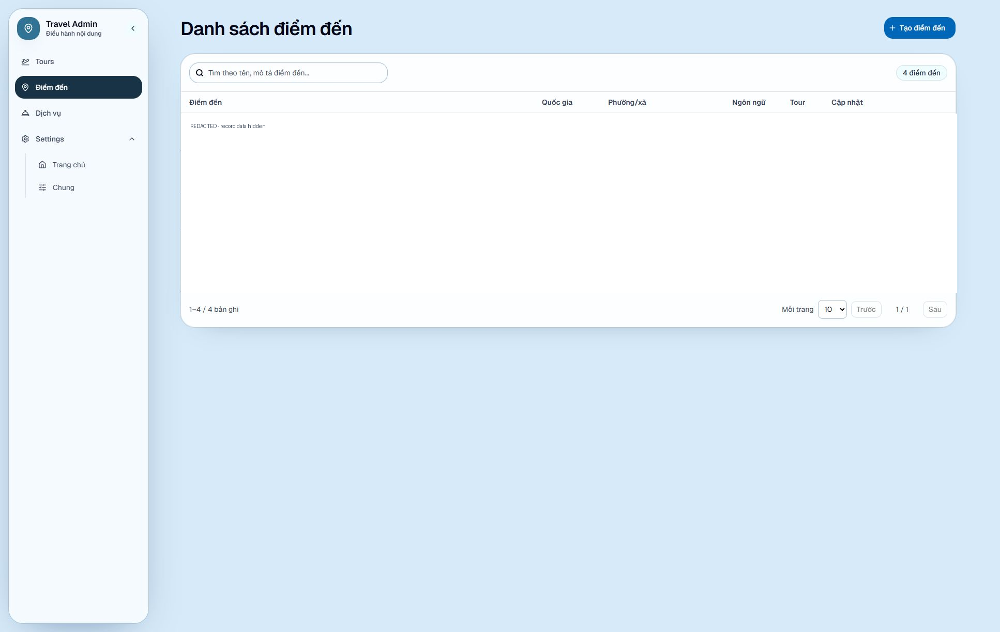 Travel Admin
Điều hành nội dung
Tours
Điểm đến
Dịch vụ
Settings
Trang chủ
Chung
Danh sách điểm đến
Tạo điểm đến
Tìm theo tên, mô tả điểm đến...
4 điểm đến
Điểm đến Quốc gia Phường/xã Ngôn ngữ Tour Cập nhật
REDACTED - record data hidden
1–4 / 4 bản ghi
Mỗi trang 10 Trước 1 / 1 Sau